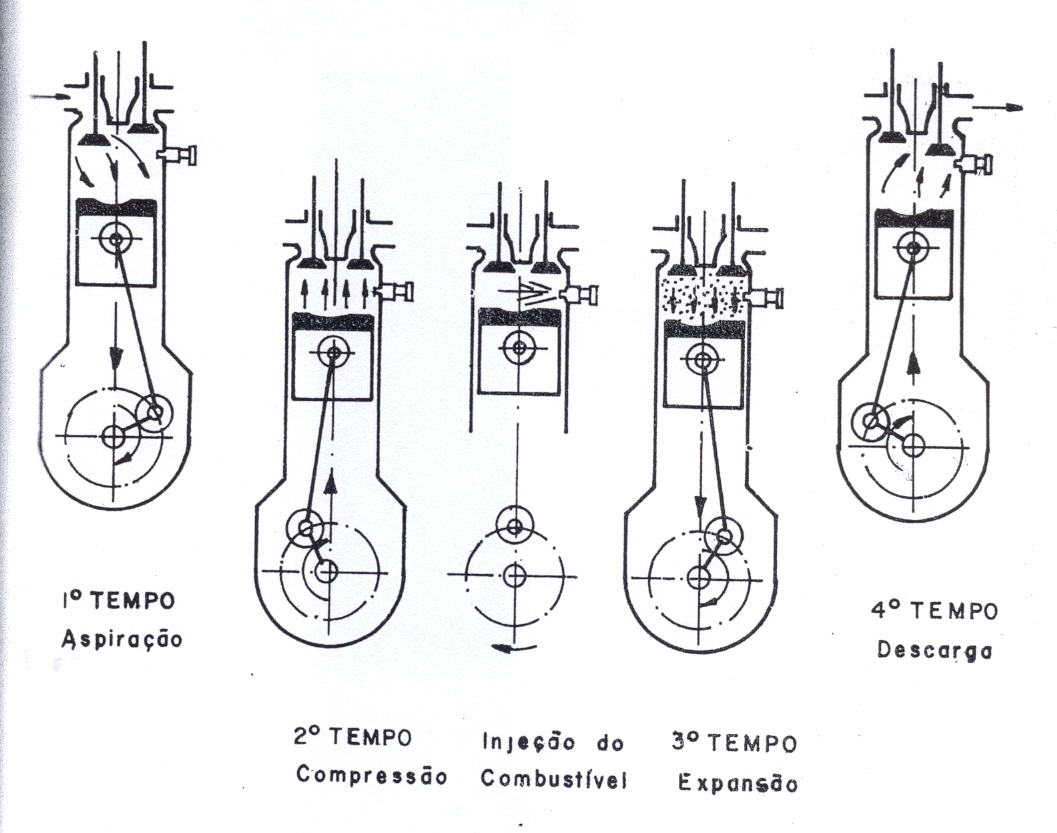 1º TEMPO
Aspiração
2º TEMPO
Compressão
Injeção do
Combustível
3º TEMPO
Expansão
4º TEMPO
Descarga